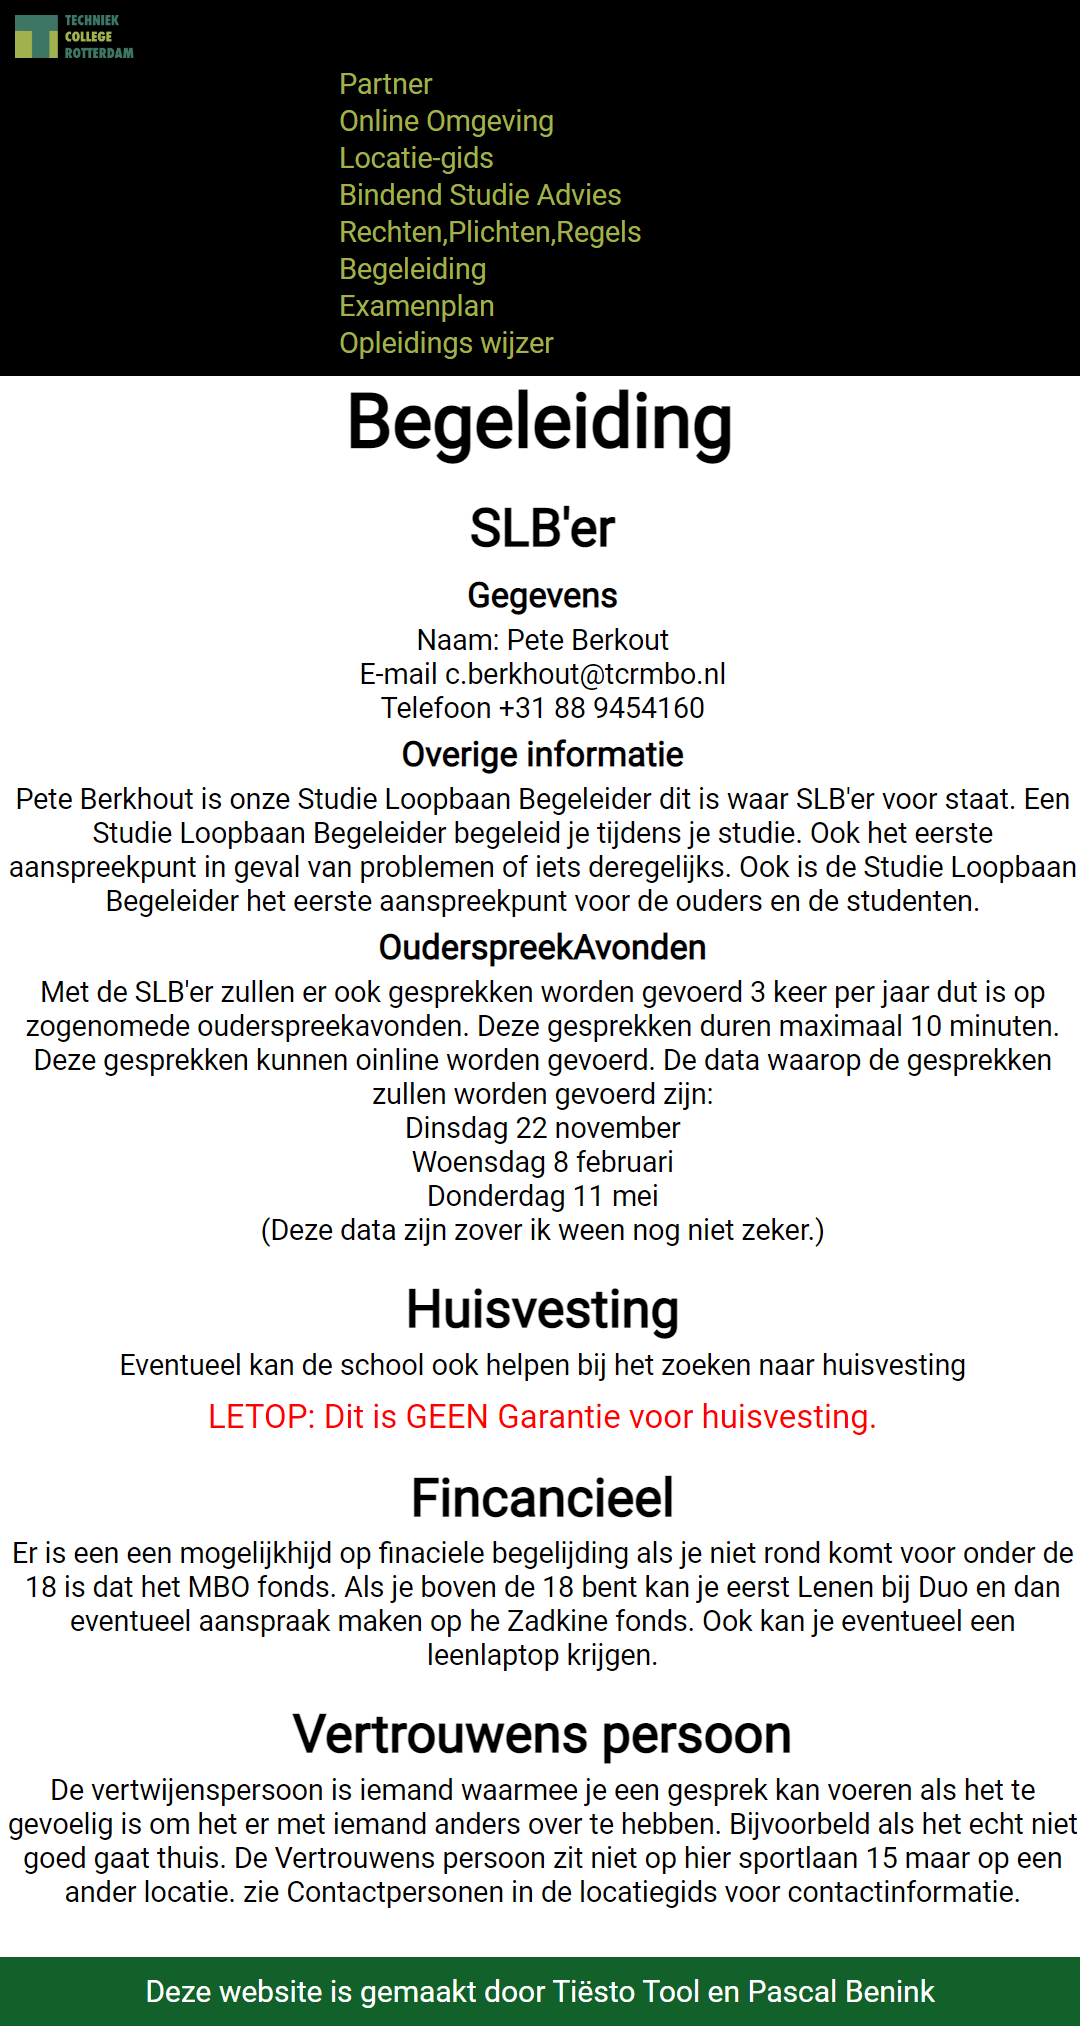 TECHNIEK
COLLEGE
ROTTERDAM
Partner
Online Omgeving
Locatie-gids
Bindend Studie Advies
Rechten,Plichten,Regels
Begeleiding
Examenplan
Opleidings wijzer
Begeleiding
SLB'er
Gegevens
Naam: Pete Berkout
E-mail c.berkhout@tcrmbo.nl
Telefoon +31 88 9454160
Overige informatie
Pete Berkhout is onze Studie Loopbaan Begeleider dit is waar SLB'er voor staat. Een
Studie Loopbaan Begeleider begeleid je tijdens je studie. Ook het eerste
aanspreekpunt in geval van problemen of iets deregelijks. Ook is de Studie Loopbaan
Begeleider het eerste aanspreekpunt voor de ouders en de studenten.
OuderspreekAvonden
Met de SLB'er zullen er ook gesprekken worden gevoerd 3 keer per jaar dut is op
zogenomede ouderspreekavonden. Deze gesprekken duren maximaal 10 minuten.
Deze gesprekken kunnen oinline worden gevoerd. De data waarop de gesprekken
zullen worden gevoerd zijn:
Dinsdag 22 november
Woensdag 8 februari
Donderdag 11 mei
(Deze data zijn zover ik ween nog niet zeker.)
Huisvesting
Eventueel kan de school ook helpen bij het zoeken naar huisvesting
LETOP: Dit is GEEN Garantie voor huisvesting.
Fincancieel
Er is een een mogelijkhijd op finaciele begelijding als je niet rond komt voor onder de
18 is dat het MBO fonds. Als je boven de 18 bent kan je eerst Lenen bij Duo en dan
eventueel aanspraak maken op he Zadkine fonds. Ook kan je eventueel een
leenlaptop krijgen.
Vertrouwens persoon
De vertwijenspersoon is iemand waarmee je een gesprek kan voeren als het te
gevoelig is om het er met iemand anders over te hebben. Bijvoorbeld als het echt niet
goed gaat thuis. De Vertrouwens persoon zit niet op hier sportlaan 15 maar op een
ander locatie. zie Contactpersonen in de locatiegids voor contactinformatie.
Deze website is gemaakt door Tiësto Tool en Pascal Benink